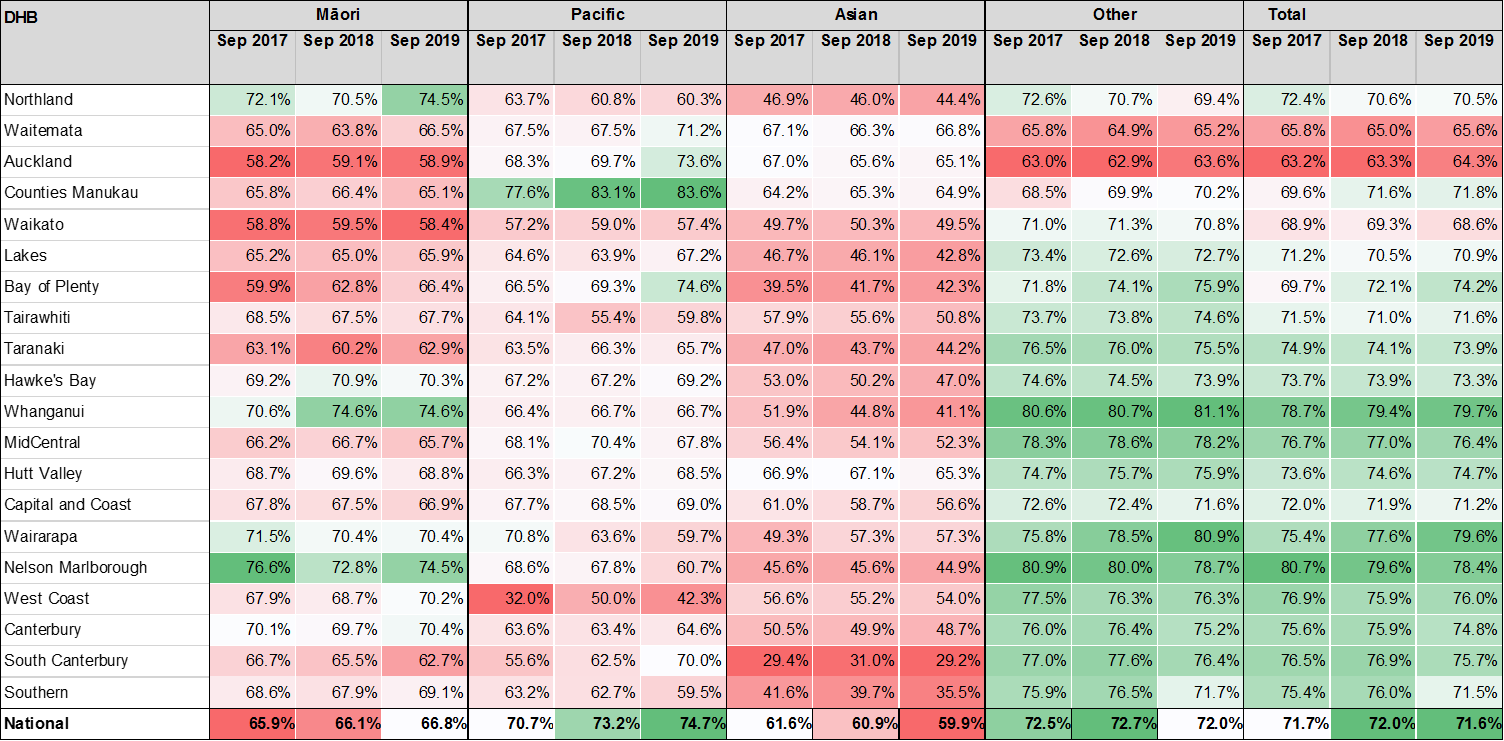 DHB Māori Pacific Asian Other Total
Sep 2017 Sep 2018 Sep 2019 Sep 2017 Sep 2018 Sep 2019 Sep 2017 Sep 2018 Sep 2019 Sep 2017 Sep 2018 Sep 2019 Sep 2017 Sep 2018 Sep 2019
Northland 72.1% 70.5% 74.5% 63.7% 60.8% 60.3% 46.9% 46.0% 44.4% 72.6% 70.7% 69.4% 72.4% 70.6% 70.5%
Waitemata 65.0% 63.8% 66.5% 67.5% 67.5% 71.2% 67.1% 66.3% 66.8% 65.8% 64.9% 65.2% 65.8% 65.0% 65.6%
Auckland 58.2% 59.1% 58.9% 68.3% 69.7% 73.6% 67.0% 65.6% 65.1% 63.0% 62.9% 63.6% 63.2% 63.3% 64.3%
Counties Manukau 65.8% 66.4% 65.1% 77.6% 83.1% 83.6% 64.2% 65.3% 64.9% 68.5% 69.9% 70.2% 69.6% 71.6% 71.8%
Waikato 58.8% 59.5% 58.4% 57.2% 59.0% 57.4% 49.7% 50.3% 49.5% 71.0% 71.3% 70.8% 68.9% 69.3% 68.6%
Lakes 65.2% 65.0% 65.9% 64.6% 63.9% 67.2% 46.7% 46.1% 42.8% 73.4% 72.6% 72.7% 71.2% 70.5% 70.9%
Bay of Plenty 59.9% 62.8% 66.4% 66.5% 69.3% 74.6% 39.5% 41.7% 42.3% 71.8% 74.1% 75.9% 69.7% 72.1% 74.2%
Tairawhiti 68.5% 67.5% 67.7% 64.1% 55.4% 59.8% 57.9% 55.6% 50.8% 73.7% 73.8% 74.6% 71.5% 71.0% 71.6%
Taranaki 63.1% 60.2% 62.9% 63.5% 66.3% 65.7% 47.0% 43.7% 44.2% 76.5% 76.0% 75.5% 74.9% 74.1% 73.9%
Hawke's Bay 69.2% 70.9% 70.3% 67.2% 67.2% 69.2% 53.0% 50.2% 47.0% 74.6% 74.5% 73.9% 73.7% 73.9% 73.3%
Whanganui 70.6% 74.6% 74.6% 66.4% 66.7% 66.7% 51.9% 44.8% 41.1% 80.6% 80.7% 81.1% 78.7% 79.4% 79.7%
MidCentral 66.2% 66.7% 65.7% 68.1% 70.4% 67.8% 56.4% 54.1% 52.3% 78.3% 78.6% 78.2% 76.7% 77.0% 76.4%
Hutt Valley 68.7% 69.6% 68.8% 66.3% 67.2% 68.5% 66.9% 67.1% 65.3% 74.7% 75.7% 75.9% 73.6% 74.6% 74.7%
Capital and Coast 67.8% 67.5% 66.9% 67.7% 68.5% 69.0% 61.0% 58.7% 56.6% 72.6% 72.4% 71.6% 72.0% 71.9% 71.2%
Wairarapa 71.5% 70.4% 70.4% 70.8% 63.6% 59.7% 49.3% 57.3% 57.3% 75.8% 78.5% 80.9% 75.4% 77.6% 79.6%
Nelson Marlborough 76.6% 72.8% 74.5% 68.6% 67.8% 60.7% 45.6% 45.6% 44.9% 80.9% 80.0% 78.7% 80.7% 79.6% 78.4%
West Coast 67.9% 68.7% 70.2% 32.0% 50.0% 42.3% 56.6% 55.2% 54.0% 77.5% 76.3% 76.3% 76.9% 75.9% 76.0%
Canterbury 70.1% 69.7% 70.4% 63.6% 63.4% 64.6% 50.5% 49.9% 48.7% 76.0% 76.4% 75.2% 75.6% 75.9% 74.8%
South Canterbury 66.7% 65.5% 62.7% 55.6% 62.5% 70.0% 29.4% 31.0% 29.2% 77.0% 77.6% 76.4% 76.5% 76.9% 75.7%
Southern 68.6% 67.9% 69.1% 63.2% 62.7% 59.5% 41.6% 39.7% 35.5% 75.9% 76.5% 71.7% 75.4% 76.0% 71.5%
National 65.9% 66.1% 66.8% 70.7% 73.2% 74.7% 61.6% 60.9% 59.9% 72.5% 72.7% 72.0% 71.7% 72.0% 71.6%